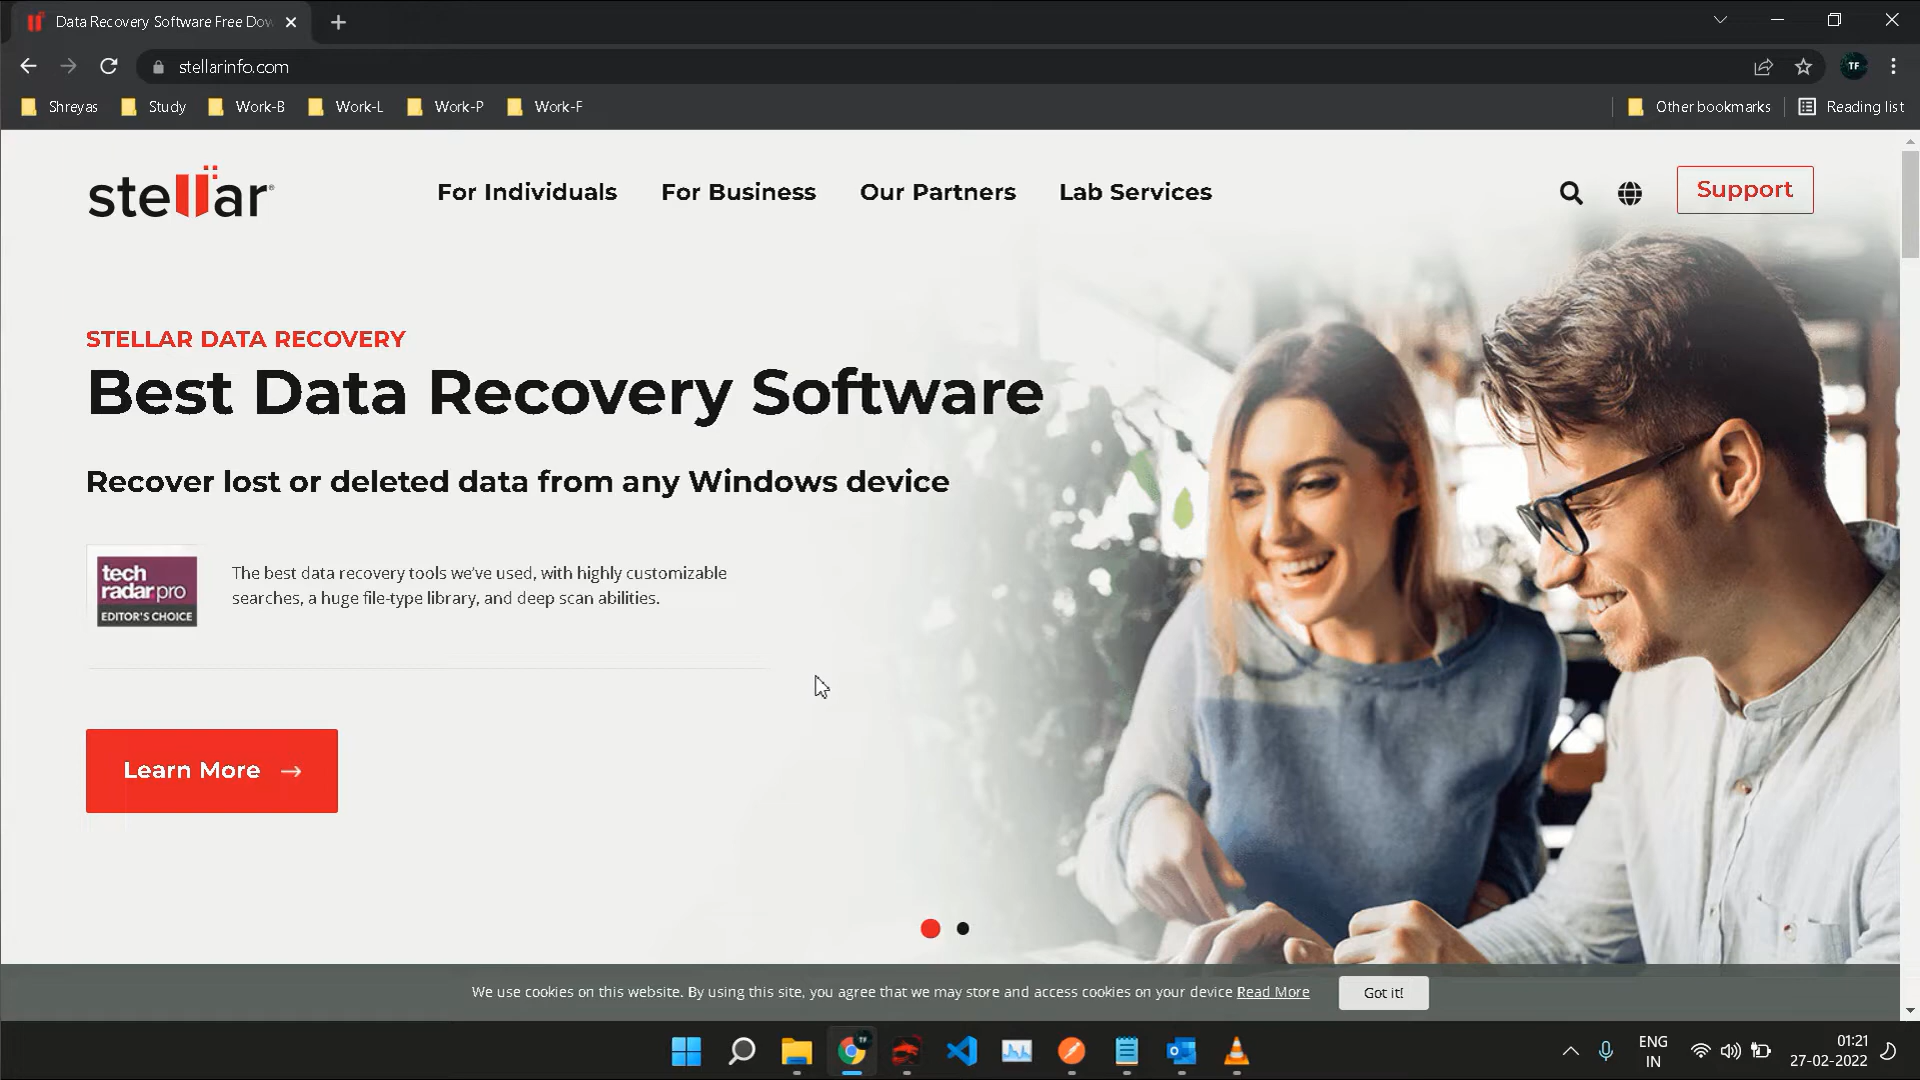 Data Recovery Software Free Dow
stellarinfo.com
TF
Shreyas
Study
Work-B
Work-L
Work-P
Work-F
Other bookmarks
Reading list
stellar®
For Individuals
For Business
Our Partners
Lab Services
Support
STELLAR DATA RECOVERY
Best Data Recovery Software
Recover lost or deleted data from any Windows device
tech
radar pro
EDITOR'S CHOICE
The best data recovery tools we've used, with highly customizable
searches, a huge file-type library, and deep scan abilities.
Learn More →
We use cookies on this website. By using this site, you agree that we may store and access cookies on your device Read More
Got it!
TF
ENG
IN
01:21
27-02-2022